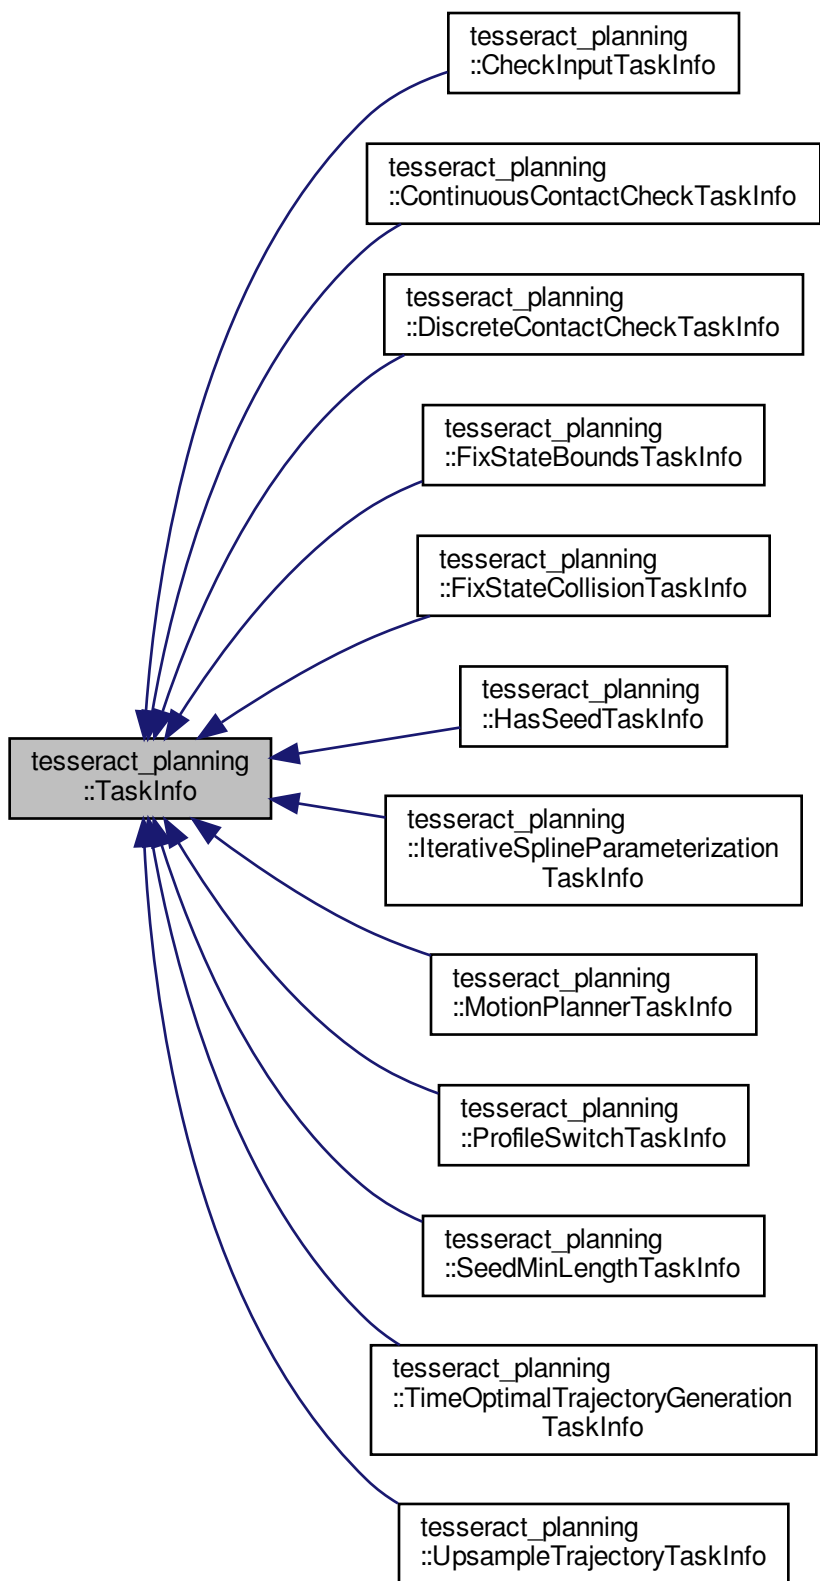 tesseract_planning
::CheckInputTaskInfo
tesseract_planning
::ContinuousContactCheckTaskInfo
tesseract_planning
::DiscreteContactCheckTaskInfo
tesseract_planning
::FixStateBoundsTaskInfo
tesseract_planning
::FixStateCollisionTaskInfo
tesseract_planning
::HasSeedTaskInfo
tesseract_planning
::TaskInfo
tesseract_planning
::IterativeSplineParameterization
TaskInfo
tesseract_planning
::MotionPlannerTaskInfo
tesseract_planning
::ProfileSwitchTaskInfo
tesseract_planning
::SeedMinLengthTaskInfo
tesseract_planning
::TimeOptimalTrajectoryGeneration
TaskInfo
tesseract_planning
::UpsampleTrajectoryTaskInfo